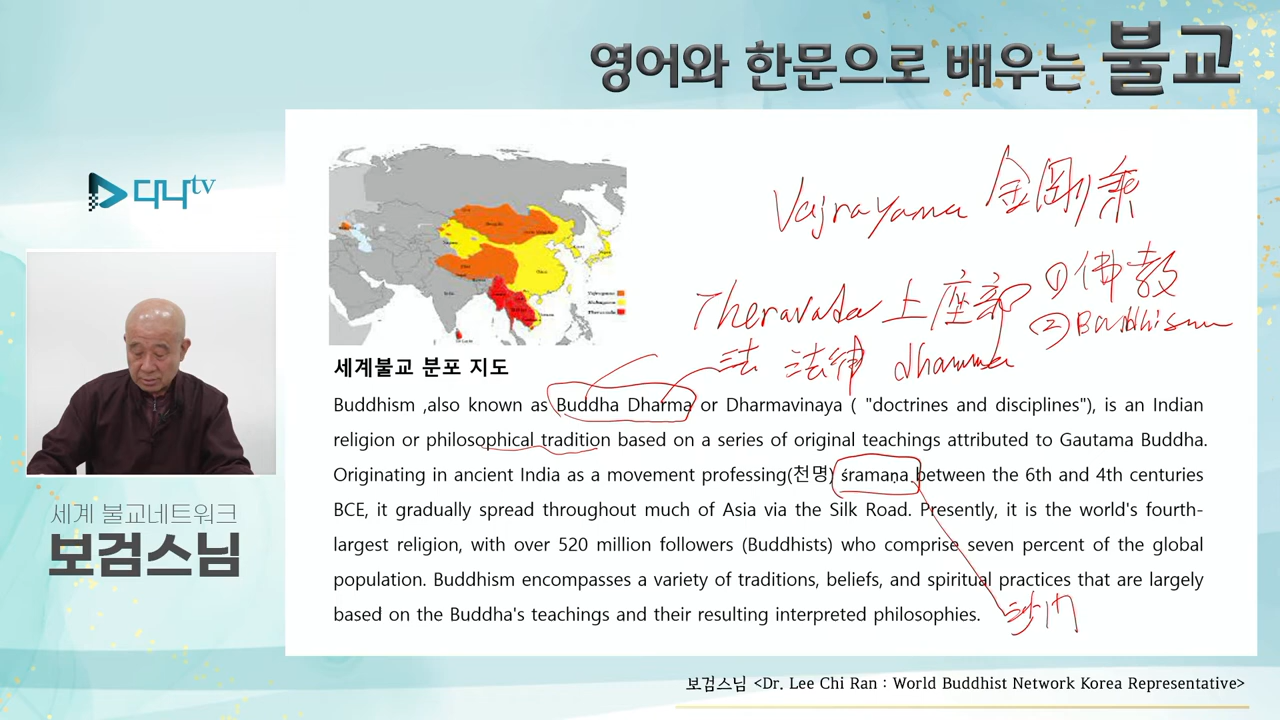 영어와 한문으로 배우는 불교
디나tv
Vajrayana 金剛乘
Theravada 上座部
① 佛教
② Buddhism
法 法律 dhamma
Vajrayana
Mahayana
Theravada
세계불교 분포 지도
Buddhism ,also known as Buddha Dharma or Dharmavinaya ( "doctrines and disciplines"), is an Indian
religion or philosophical tradition based on a series of original teachings attributed to Gautama Buddha.
Originating in ancient India as a movement professing(천명) śramaṇa between the 6th and 4th centuries
BCE, it gradually spread throughout much of Asia via the Silk Road. Presently, it is the world's fourth-
largest religion, with over 520 million followers (Buddhists) who comprise seven percent of the global
population. Buddhism encompasses a variety of traditions, beliefs, and spiritual practices that are largely
based on the Buddha's teachings and their resulting interpreted philosophies.
沙门
세계 불교네트워크
보검스님
보검스님 <Dr. Lee Chi Ran : World Buddhist Network Korea Representative>